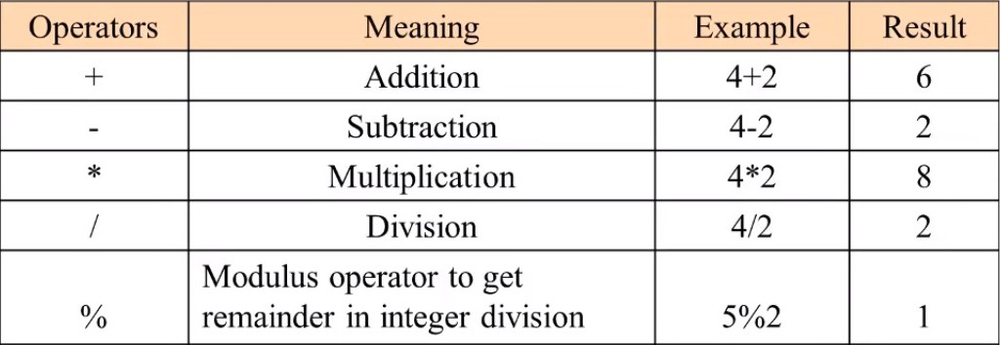 Operators Meaning Example Result
+ Addition 4+2 6
- Subtraction 4-2 2
* Multiplication 4*2 8
/ Division 4/2 2
Modulus operator to get
% remainder in integer division 5%2 1